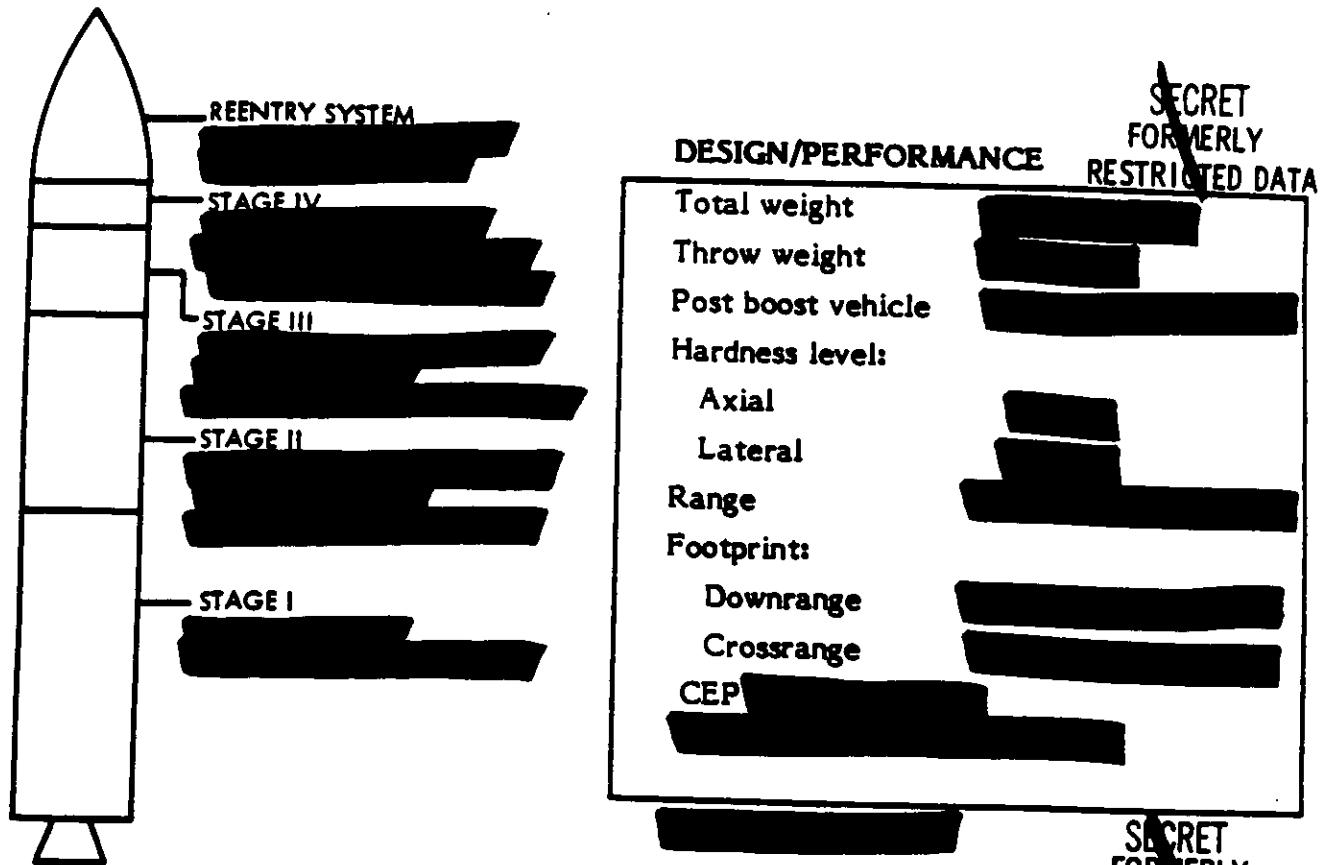 REENTRY SYSTEM
STAGE IV
STAGE III
STAGE II
STAGE I
SECRET
FORMERLY
RESTRICTED DATA
DESIGN/PERFORMANCE
Total weight
Throw weight
Post boost vehicle
Hardness level:
Axial
Lateral
Range
Footprint:
Downrange
Crossrange
CEP
SECRET
FORMERLY